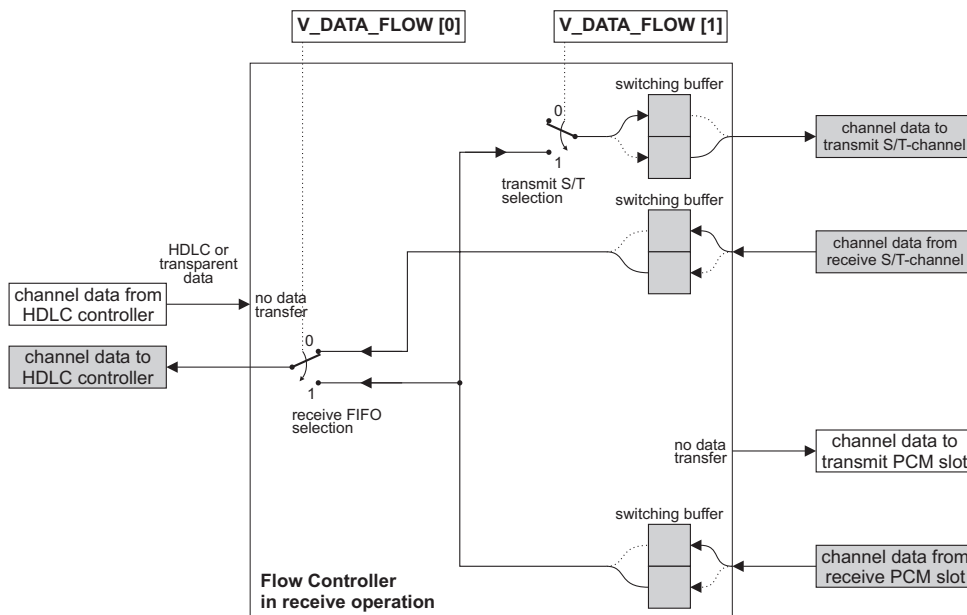 V_DATA_FLOW [0]
V_DATA_FLOW [1]
switching buffer
0
1
transmit S/T
selection
channel data to
transmit S/T-channel
switching buffer
channel data from
receive S/T-channel
HDLC or
transparent
data
channel data from
HDLC controller
no data
transfer
channel data to
HDLC controller
0
1
receive FIFO
selection
no data
transfer
channel data to
transmit PCM slot
switching buffer
channel data from
receive PCM slot
Flow Controller
in receive operation